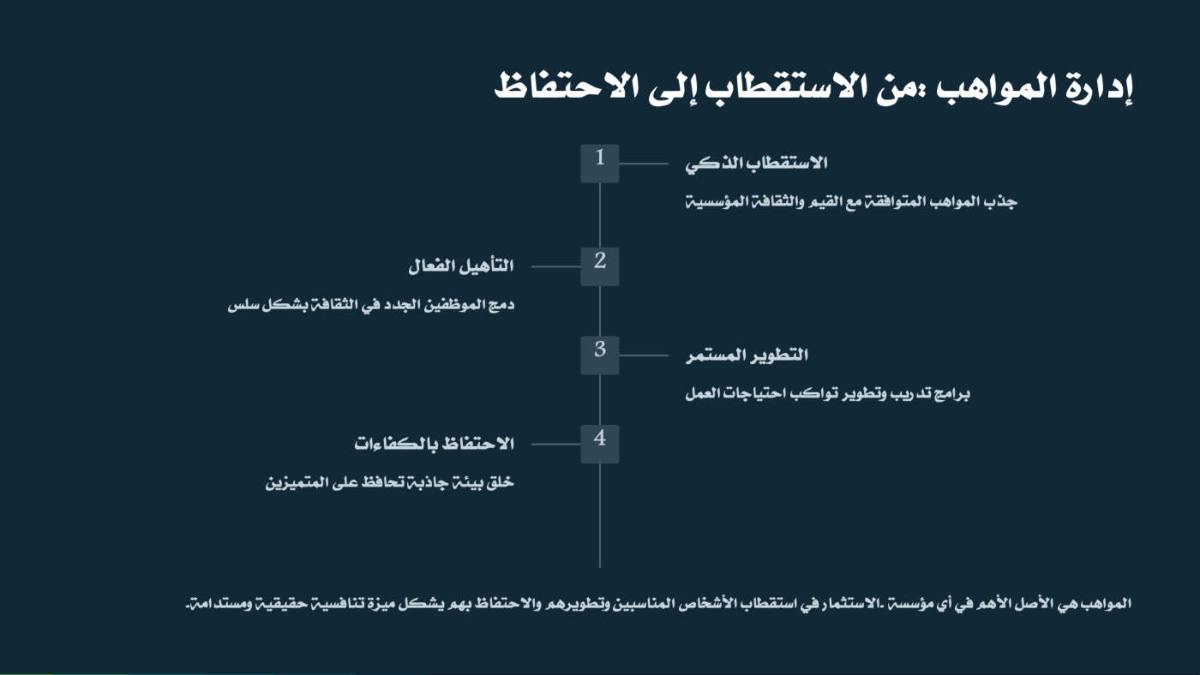 إدارة المواهب :من الاستقطاب إلى الاحتفاظ
1
الاستقطاب الذكي
جذب المواهب المتوافقة مع القيم والثقافة المؤسسية
2
التأهيل الفعال
دمج الموظفين الجدد في الثقافة بشكل سلس
3
التطوير المستمر
برامج تدريب وتطوير تواكب احتياجات العمل
4
الاحتفاظ بالكفاءات
خلق بيئة جاذبة تحافظ على المتميزين
المواهب هي الأصل الأهم في أي مؤسسة .الاستثمار في استقطاب الأشخاص المناسبين وتطويرهم والاحتفاظ بهم يشكل ميزة تنافسية حقيقية ومستدامة.